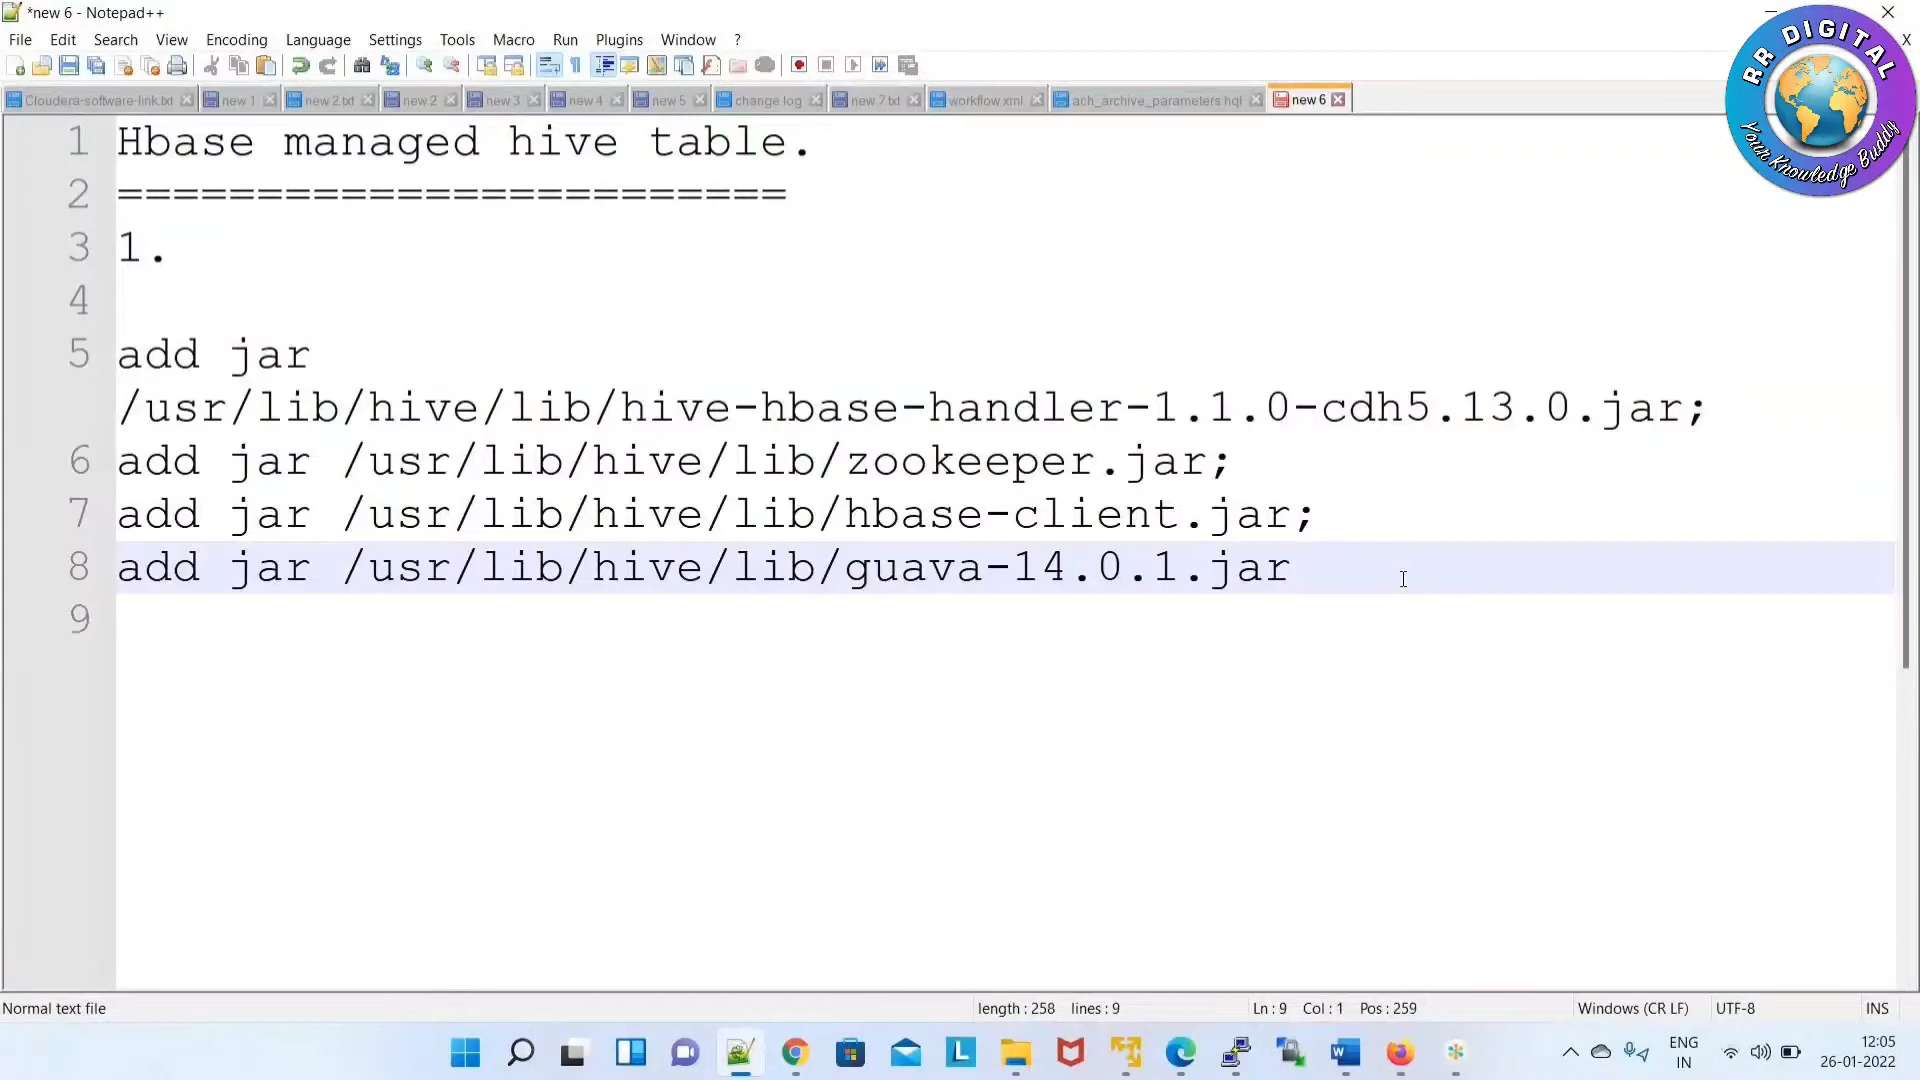 *new 6 - Notepad++
File Edit Search View Encoding Language Settings Tools Macro Run Plugins Window ?
Cloudera-software-link.txt new 1 new 2.txt new 2 new 3 new 4 new 5 change.log new 7.txt workflow.xml ach_archive_parameters.hql new 6
RR DIGITAL
Your Knowledge Buddy
1 Hbase managed hive table.
2 ========================
3 1.
4
5 add jar
/usr/lib/hive/lib/hive-hbase-handler-1.1.0-cdh5.13.0.jar;
6 add jar /usr/lib/hive/lib/zookeeper.jar;
7 add jar /usr/lib/hive/lib/hbase-client.jar;
8 add jar /usr/lib/hive/lib/guava-14.0.1.jar
9
Normal text file length : 258 lines : 9 Ln : 9 Col : 1 Pos : 259 Windows (CR LF) UTF-8 INS
ENG
IN
12:05
26-01-2022